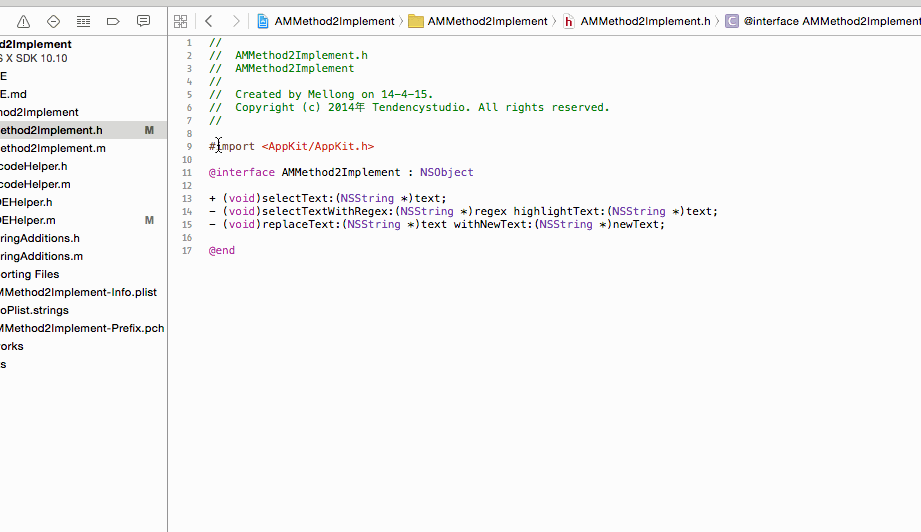 AMMethod2Implement 〉 AMMethod2Implement 〉 AMMethod2Implement.h 〉 C @interface AMMethod2Implement
d2Implement
S X SDK 10.10
E
E.md
hod2Implement
ethod2Implement.h M
ethod2Implement.m
codeHelper.h
codeHelper.m
DEHelper.h
DEHelper.m M
ringAdditions.h
ringAdditions.m
orting Files
MMethod2Implement-Info.plist
oPlist.strings
MMethod2Implement-Prefix.pch
orks
s
1 //
2 //  AMMethod2Implement.h
3 //  AMMethod2Implement
4 //
5 //  Created by Mellong on 14-4-15.
6 //  Copyright (c) 2014年 Tendencystudio. All rights reserved.
7 //
8
9 #import <AppKit/AppKit.h>
10
11 @interface AMMethod2Implement : NSObject
12
13 + (void)selectText:(NSString *)text;
14 - (void)selectTextWithRegex:(NSString *)regex highlightText:(NSString *)text;
15 - (void)replaceText:(NSString *)text withNewText:(NSString *)newText;
16
17 @end